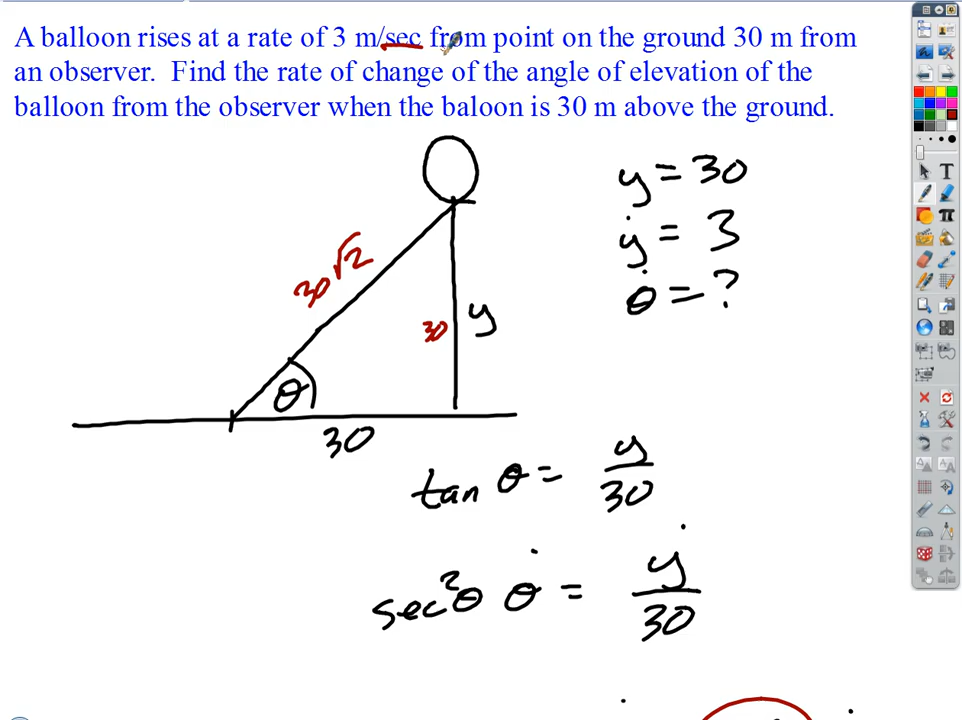 A balloon rises at a rate of 3 m/sec from point on the ground 30 m from
an observer.  Find the rate of change of the angle of elevation of the
balloon from the observer when the baloon is 30 m above the ground.
y = 30
ẏ = 3
θ̇ = ?
30√2
30
y
θ
30
tan θ = y/30
sec²θ θ̇ = ẏ/30